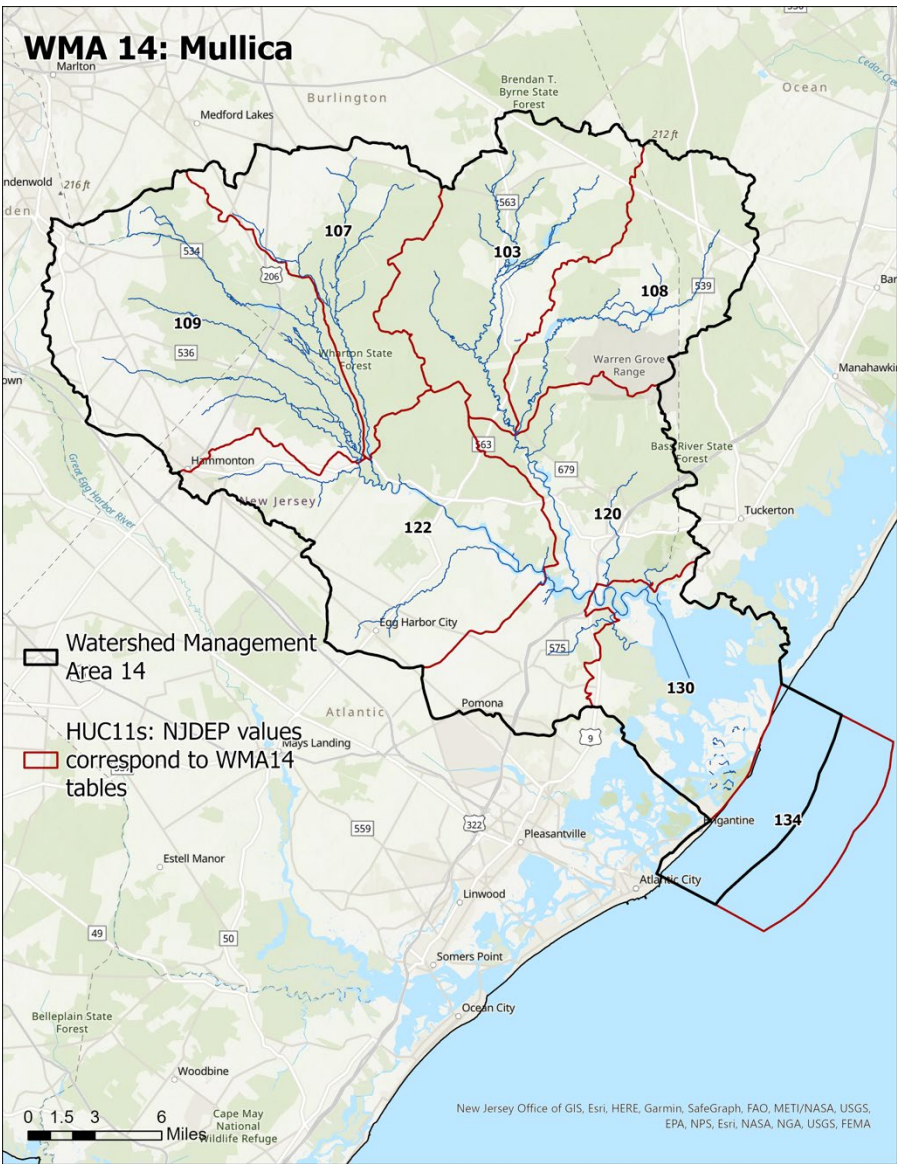 WMA 14: Mullica
Marlton
Burlington
Medford Lakes
Brendan T.
Byrne State
Forest
Ocean
Cedar Creek
212 ft
216 ft
107
563
103
534
206
108
539
109
536
Wharton State
Forest
Warren Grove
Range
Manahawkin
Hammonton
563
Bass River State
Forest
679
New Jersey
Great Egg Harbor River
122
120
Tuckerton
Egg Harbor City
575
130
Watershed Management
Area 14
Atlantic
Pomona
9
Mays Landing
HUC11s: NJDEP values
correspond to WMA14
tables
559
322
Brigantine
134
Pleasantville
Estell Manor
Linwood
Atlantic City
49
50
Somers Point
Ocean City
Belleplain State
Forest
Woodbine
Cape May
National
Wildlife Refuge
0 1.5 3 6
Miles
New Jersey Office of GIS, Esri, HERE, Garmin, SafeGraph, FAO, METI/NASA, USGS,
EPA, NPS, Esri, NASA, NGA, USGS, FEMA